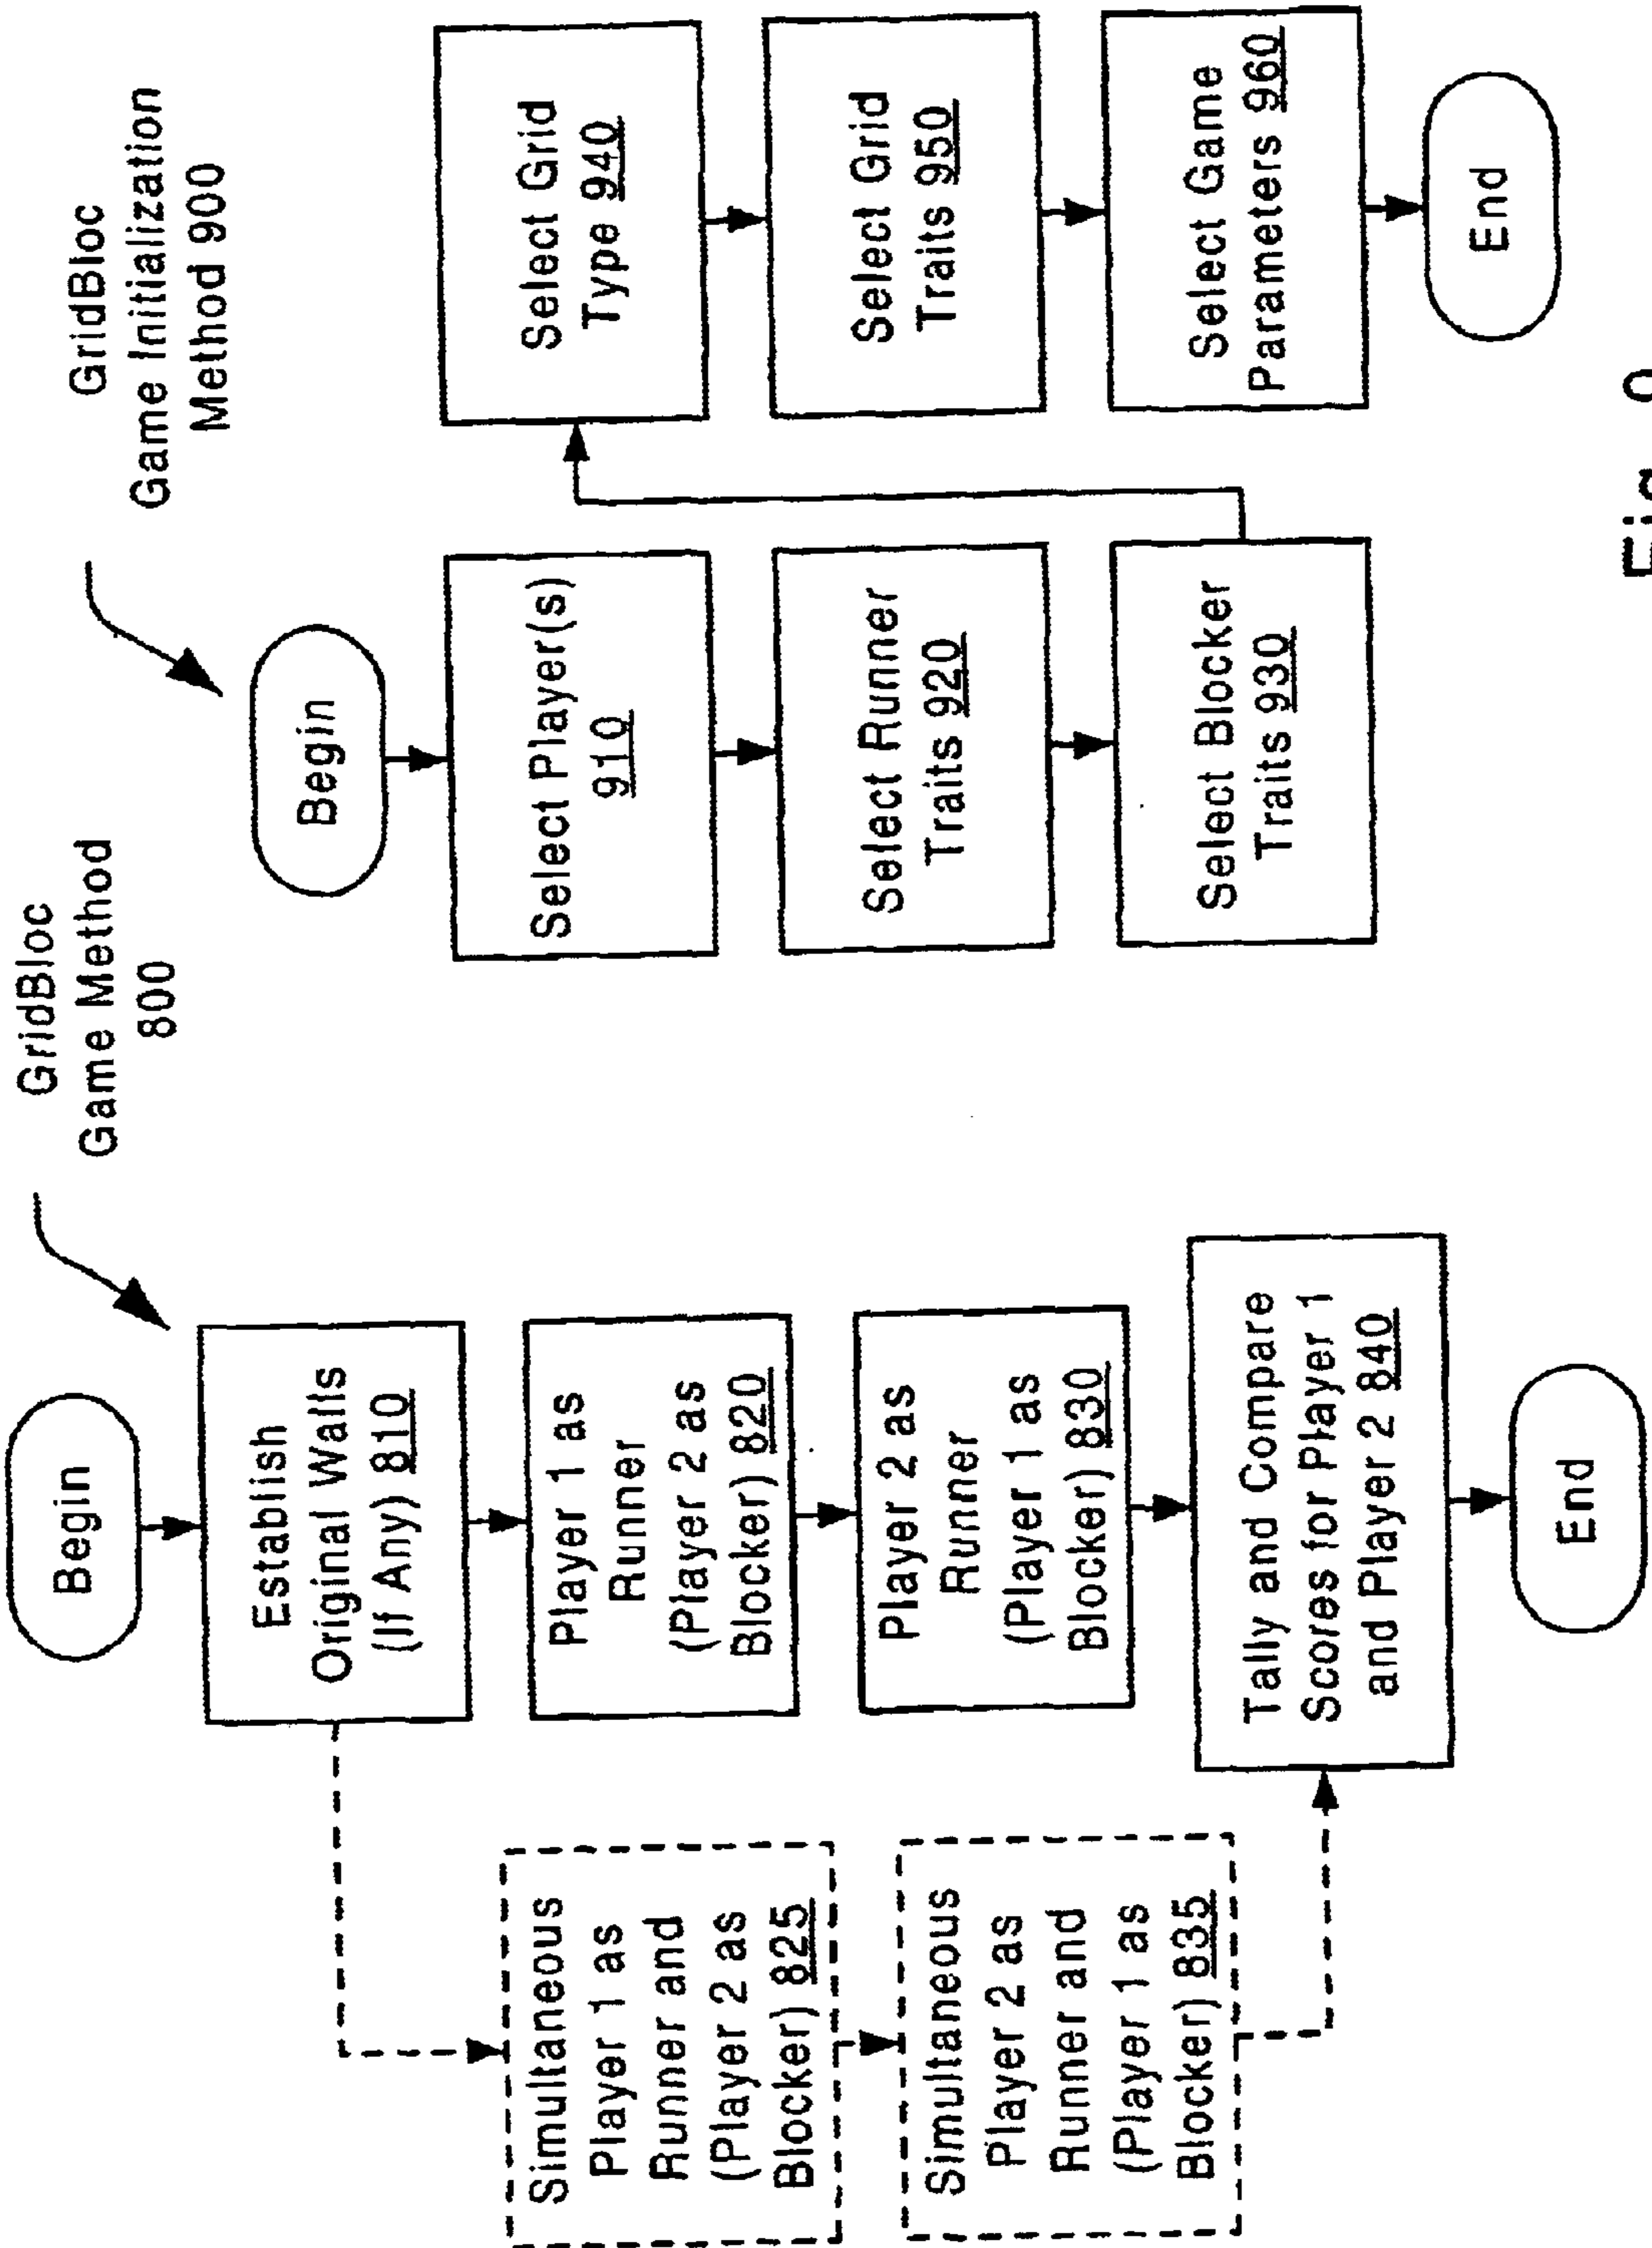 GridBloc
Game Method
800
Begin
Establish
Original Walls
(If Any) 810
Player 1 as
Runner
(Player 2 as
Blocker) 820
Player 2 as
Runner
(Player 1 as
Blocker) 830
Tally and Compare
Scores for Player 1
and Player 2 840
End
Simultaneous
Player 1 as
Runner and
(Player 2 as
Blocker) 825
Simultaneous
Player 2 as
Runner and
(Player 1 as
Blocker) 835
GridBloc
Game Initialization
Method 900
Begin
Select Player(s)
910
Select Runner
Traits 920
Select Blocker
Traits 930
Select Grid
Type 940
Select Grid
Traits 950
Select Game
Parameters 960
End